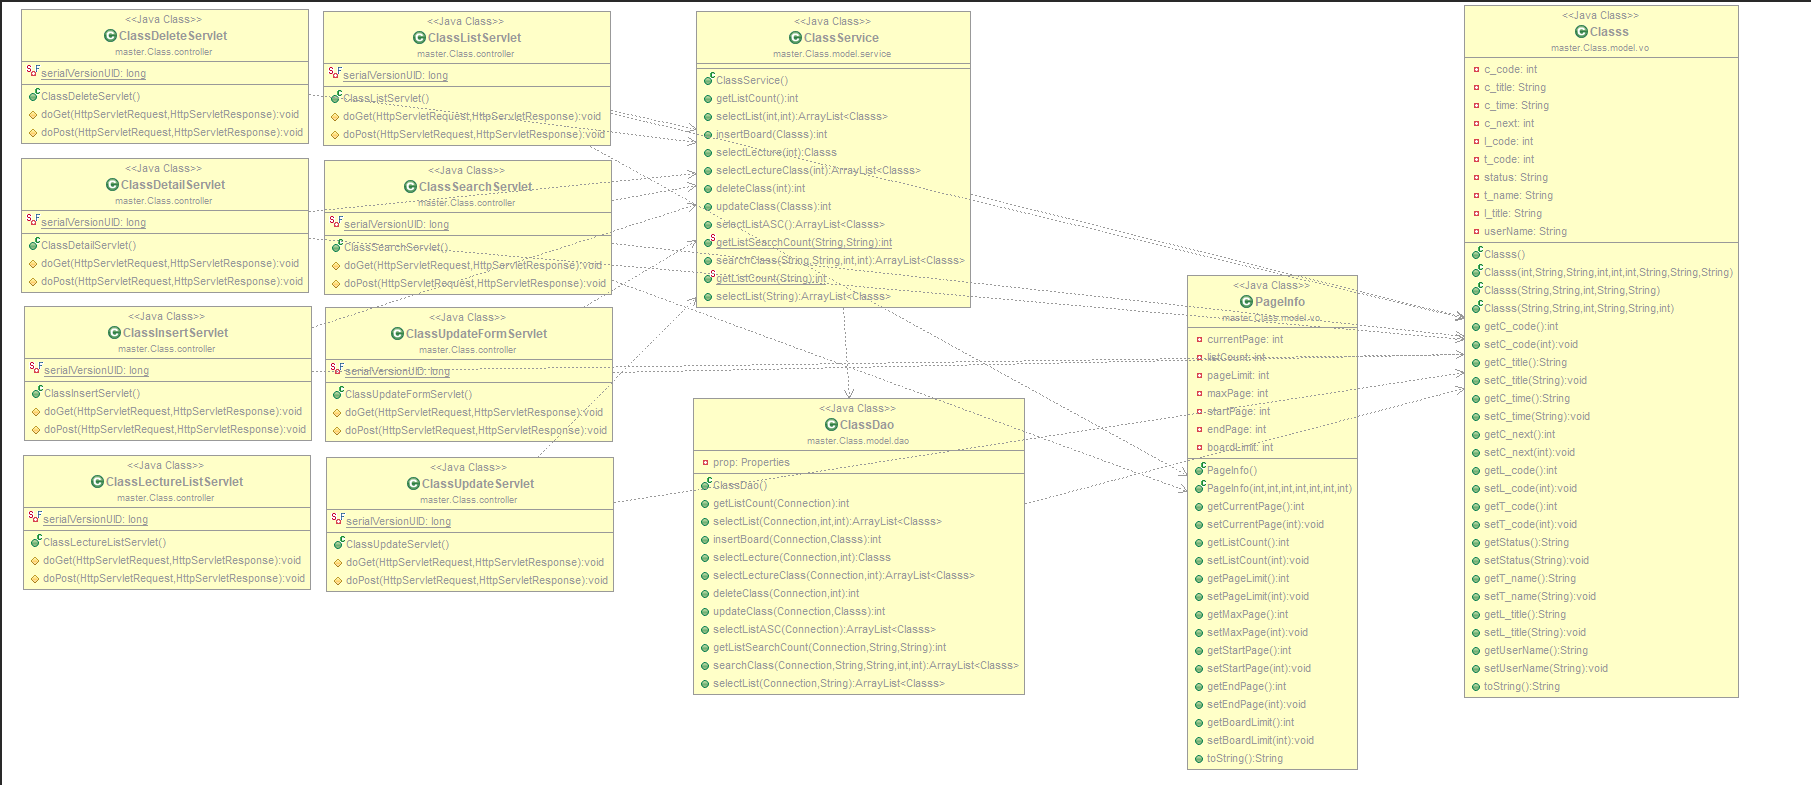 <<Java Class>>
ClassDeleteServlet
master.Class.controller
serialVersionUID: long
ClassDeleteServlet()
doGet(HttpServletRequest,HttpServletResponse):void
doPost(HttpServletRequest,HttpServletResponse):void
<<Java Class>>
ClassDetailServlet
master.Class.controller
serialVersionUID: long
ClassDetailServlet()
doGet(HttpServletRequest,HttpServletResponse):void
doPost(HttpServletRequest,HttpServletResponse):void
<<Java Class>>
ClassInsertServlet
master.Class.controller
serialVersionUID: long
ClassInsertServlet()
doGet(HttpServletRequest,HttpServletResponse):void
doPost(HttpServletRequest,HttpServletResponse):void
<<Java Class>>
ClassLectureListServlet
master.Class.controller
serialVersionUID: long
ClassLectureListServlet()
doGet(HttpServletRequest,HttpServletResponse):void
doPost(HttpServletRequest,HttpServletResponse):void
<<Java Class>>
ClassListServlet
master.Class.controller
serialVersionUID: long
ClassListServlet()
doGet(HttpServletRequest,HttpServletResponse):void
doPost(HttpServletRequest,HttpServletResponse):void
<<Java Class>>
ClassSearchServlet
master.Class.controller
serialVersionUID: long
ClassSearchServlet()
doGet(HttpServletRequest,HttpServletResponse):void
doPost(HttpServletRequest,HttpServletResponse):void
<<Java Class>>
ClassUpdateFormServlet
master.Class.controller
serialVersionUID: long
ClassUpdateFormServlet()
doGet(HttpServletRequest,HttpServletResponse):void
doPost(HttpServletRequest,HttpServletResponse):void
<<Java Class>>
ClassUpdateServlet
master.Class.controller
serialVersionUID: long
ClassUpdateServlet()
doGet(HttpServletRequest,HttpServletResponse):void
doPost(HttpServletRequest,HttpServletResponse):void
<<Java Class>>
ClassService
master.Class.model.service
ClassService()
getListCount():int
selectList(int,int):ArrayList<Classs>
insertBoard(Classs):int
selectLecture(int):Classs
selectLectureClass(int):ArrayList<Classs>
deleteClass(int):int
updateClass(Classs):int
selectListASC():ArrayList<Classs>
getListSearchCount(String,String):int
searchClass(String,String,int,int):ArrayList<Classs>
getListCount(String):int
selectList(String):ArrayList<Classs>
<<Java Class>>
ClassDao
master.Class.model.dao
prop: Properties
ClassDao()
getListCount(Connection):int
selectList(Connection,int,int):ArrayList<Classs>
insertBoard(Connection,Classs):int
selectLecture(Connection,int):Classs
selectLectureClass(Connection,int):ArrayList<Classs>
deleteClass(Connection,int):int
updateClass(Connection,Classs):int
selectListASC(Connection):ArrayList<Classs>
getListSearchCount(Connection,String,String):int
searchClass(Connection,String,String,int,int):ArrayList<Classs>
selectList(Connection,String):ArrayList<Classs>
<<Java Class>>
PageInfo
master.Class.model.vo
currentPage: int
listCount: int
pageLimit: int
maxPage: int
startPage: int
endPage: int
boardLimit: int
PageInfo()
PageInfo(int,int,int,int,int,int,int)
getCurrentPage():int
setCurrentPage(int):void
getListCount():int
setListCount(int):void
getPageLimit():int
setPageLimit(int):void
getMaxPage():int
setMaxPage(int):void
getStartPage():int
setStartPage(int):void
getEndPage():int
setEndPage(int):void
getBoardLimit():int
setBoardLimit(int):void
toString():String
<<Java Class>>
Classs
master.Class.model.vo
c_code: int
c_title: String
c_time: String
c_next: int
l_code: int
t_code: int
status: String
t_name: String
l_title: String
userName: String
Classs()
Classs(int,String,String,int,int,int,String,String,String)
Classs(String,String,int,String,String)
Classs(String,String,int,String,String,int)
getC_code():int
setC_code(int):void
getC_title():String
setC_title(String):void
getC_time():String
setC_time(String):void
getC_next():int
setC_next(int):void
getL_code():int
setL_code(int):void
getT_code():int
setT_code(int):void
getStatus():String
setStatus(String):void
getT_name():String
setT_name(String):void
getL_title():String
setL_title(String):void
getUserName():String
setUserName(String):void
toString():String